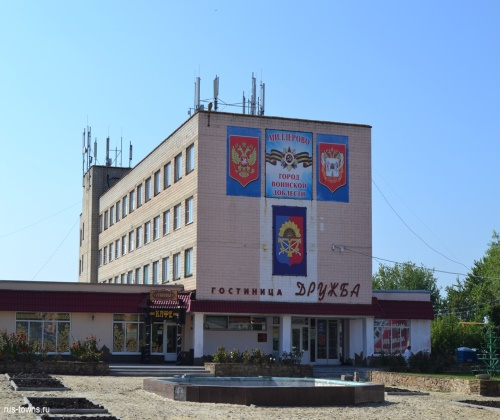 МИЛЛЕРОВО
ГОРОД
ВОИНСКОЙ
ДОБЛЕСТИ
ГОСТИНИЦА ДРУЖБА
КАФЕ
rus-towns.ru